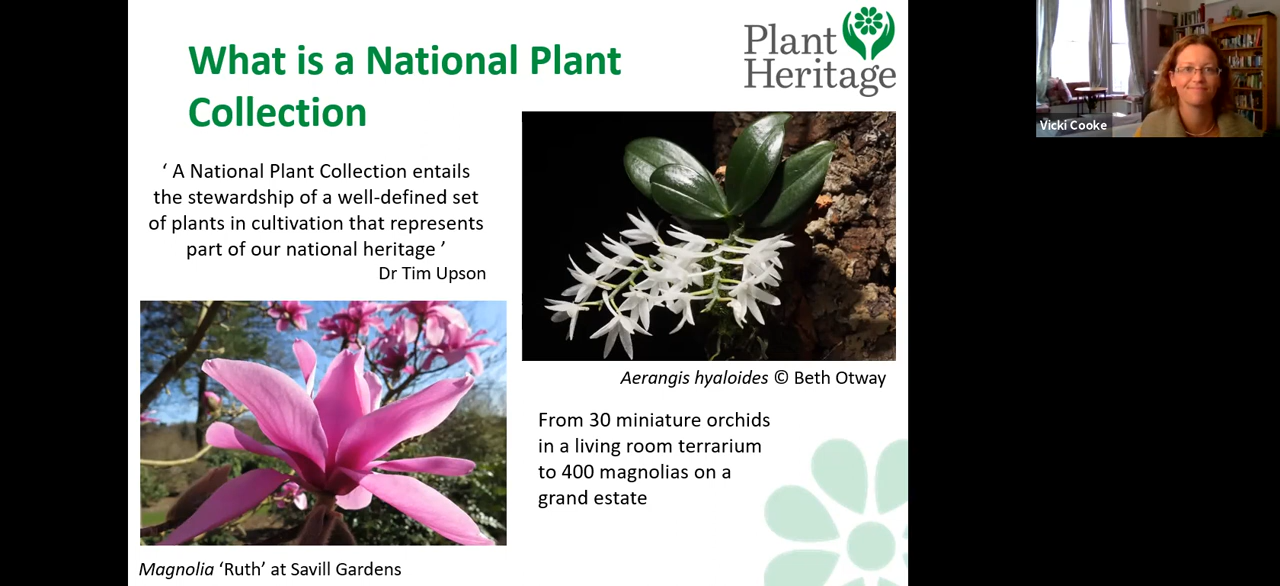 What is a National Plant
Collection
Plant
Heritage
‘ A National Plant Collection entails
the stewardship of a well-defined set
of plants in cultivation that represents
part of our national heritage ’
Dr Tim Upson
Aerangis hyaloides © Beth Otway
From 30 miniature orchids
in a living room terrarium
to 400 magnolias on a
grand estate
Magnolia ‘Ruth’ at Savill Gardens
Vicki Cooke